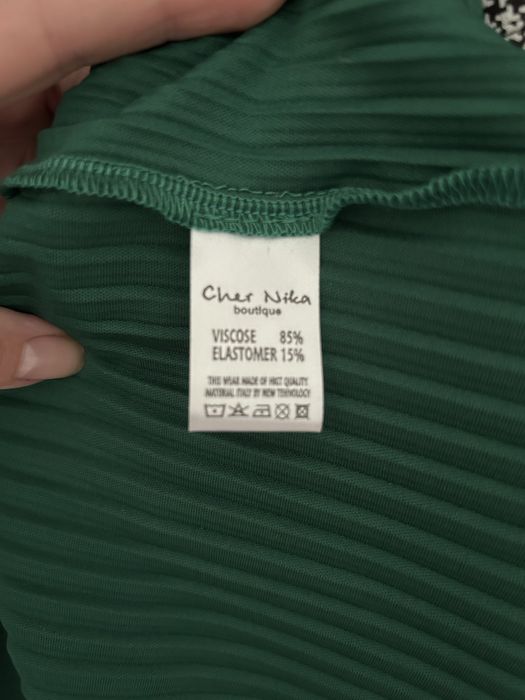 Cher Nika
boutique
VISCOSE 85%
ELASTOMER 15%
THIS WEAR MADE OF HIGT QUALITY
MATERIAL ITALY BY NEW TEHNOLOGY